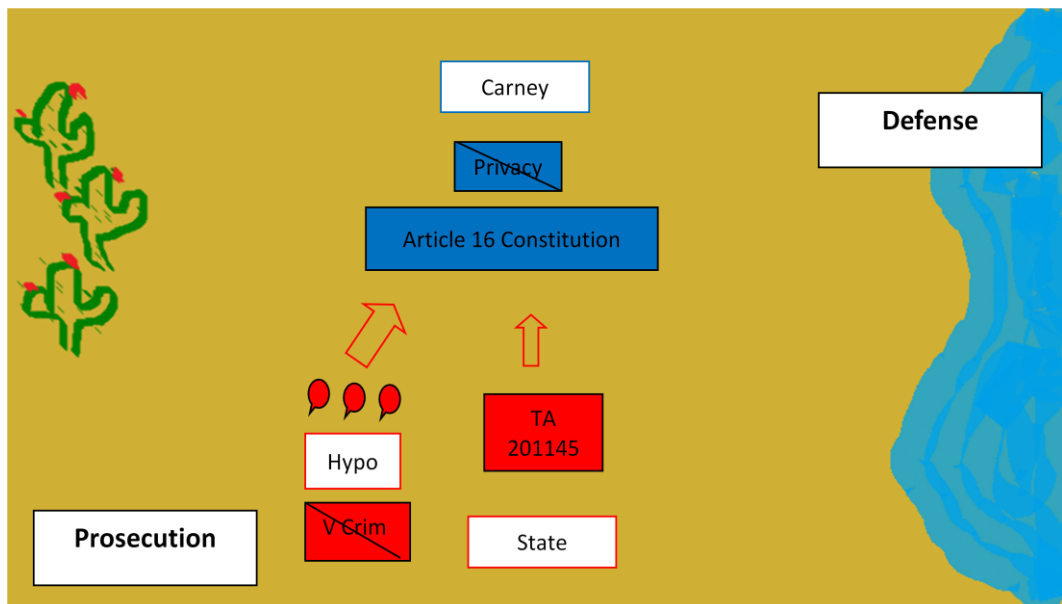 Carney
Defense
Privacy
Article 16 Constitution
TA
201145
Hypo
V Crim
Prosecution
State